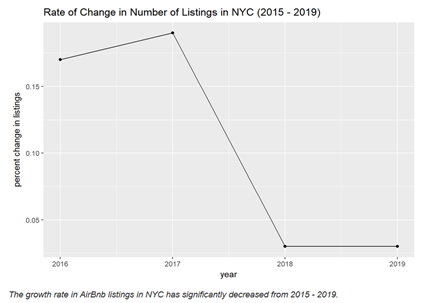 Rate of Change in Number of Listings in NYC (2015 - 2019)
0.15
0.10
0.05
percent change in listings
2016 2017 2018 2019
year
The growth rate in AirBnb listings in NYC has significantly decreased from 2015 - 2019.